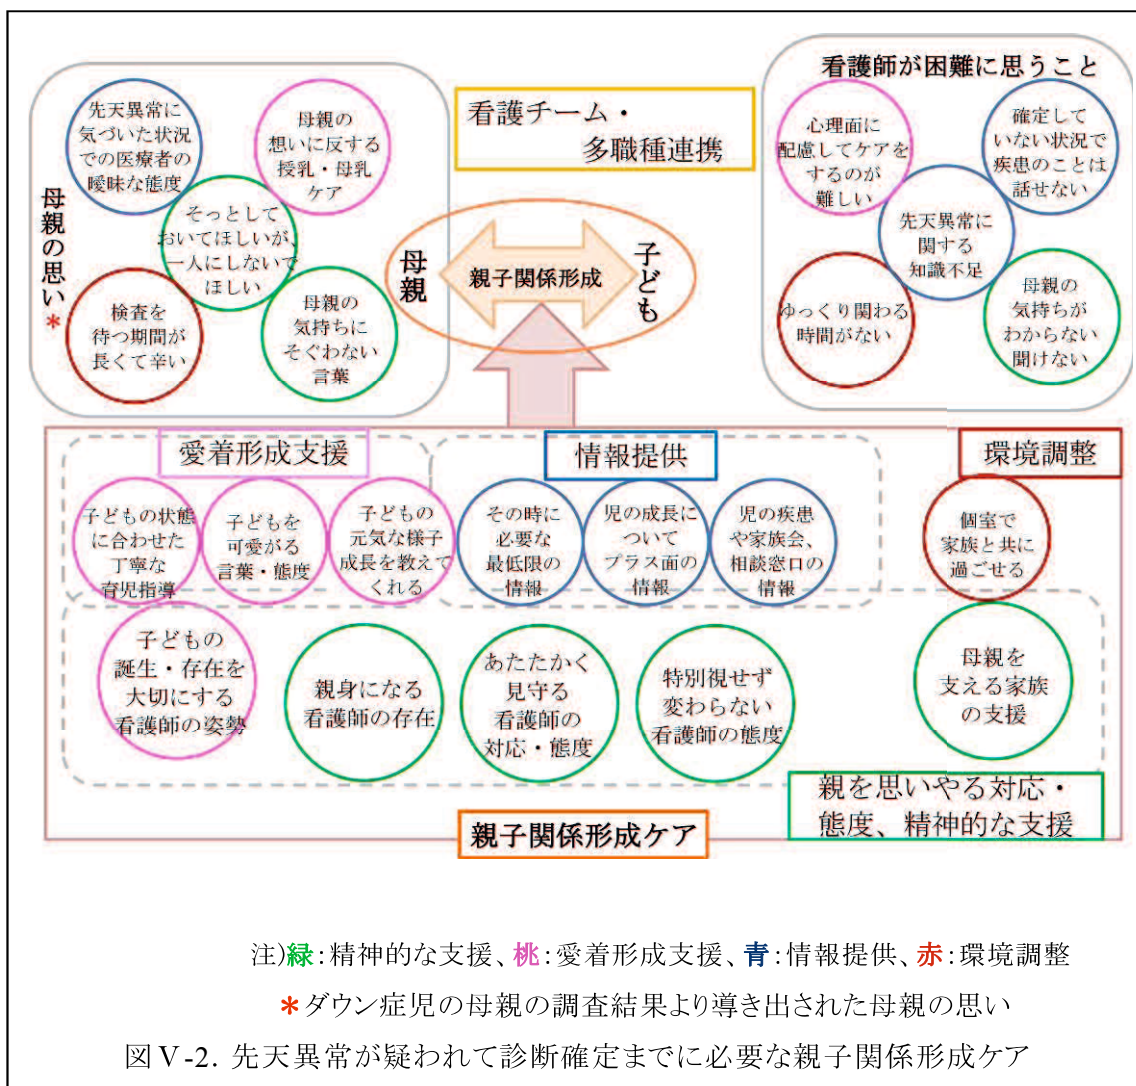 母親の思い*
先天異常に
気づいた状況
での医療者の
曖昧な態度
母親の
想いに反する
授乳・母乳
ケア
そっとして
おいてほしいが、
一人にしないで
ほしい
検査を
待つ期間が
長くて辛い
母親の
気持ちに
そぐわない
言葉
看護チーム・
多職種連携
母親
親子関係形成
子ども
看護師が困難に思うこと
心理面に
配慮してケアを
するのが
難しい
確定して
いない状況で
疾患のことは
話せない
先天異常に
関する
知識不足
ゆっくり関わる
時間がない
母親の
気持ちが
わからない
聞けない
愛着形成支援
子どもの状態
に合わせた
丁寧な
育児指導
子どもを
可愛がる
言葉・態度
子どもの
元気な様子
成長を教えて
くれる
情報提供
その時に
必要な
最低限の
情報
児の成長に
ついて
プラス面の
情報
児の疾患
や家族会、
相談窓口の
情報
環境調整
個室で
家族と共に
過ごせる
子どもの
誕生・存在を
大切にする
看護師の姿勢
親身になる
看護師の存在
あたたかく
見守る
看護師の
対応・態度
特別視せず
変わらない
看護師の態度
母親を
支える家族
の支援
親を思いやる対応・
態度、精神的な支援
親子関係形成ケア
注)緑:精神的な支援、桃:愛着形成支援、青:情報提供、赤:環境調整
*ダウン症児の母親の調査結果より導き出された母親の思い
図Ⅴ-2. 先天異常が疑われて診断確定までに必要な親子関係形成ケア